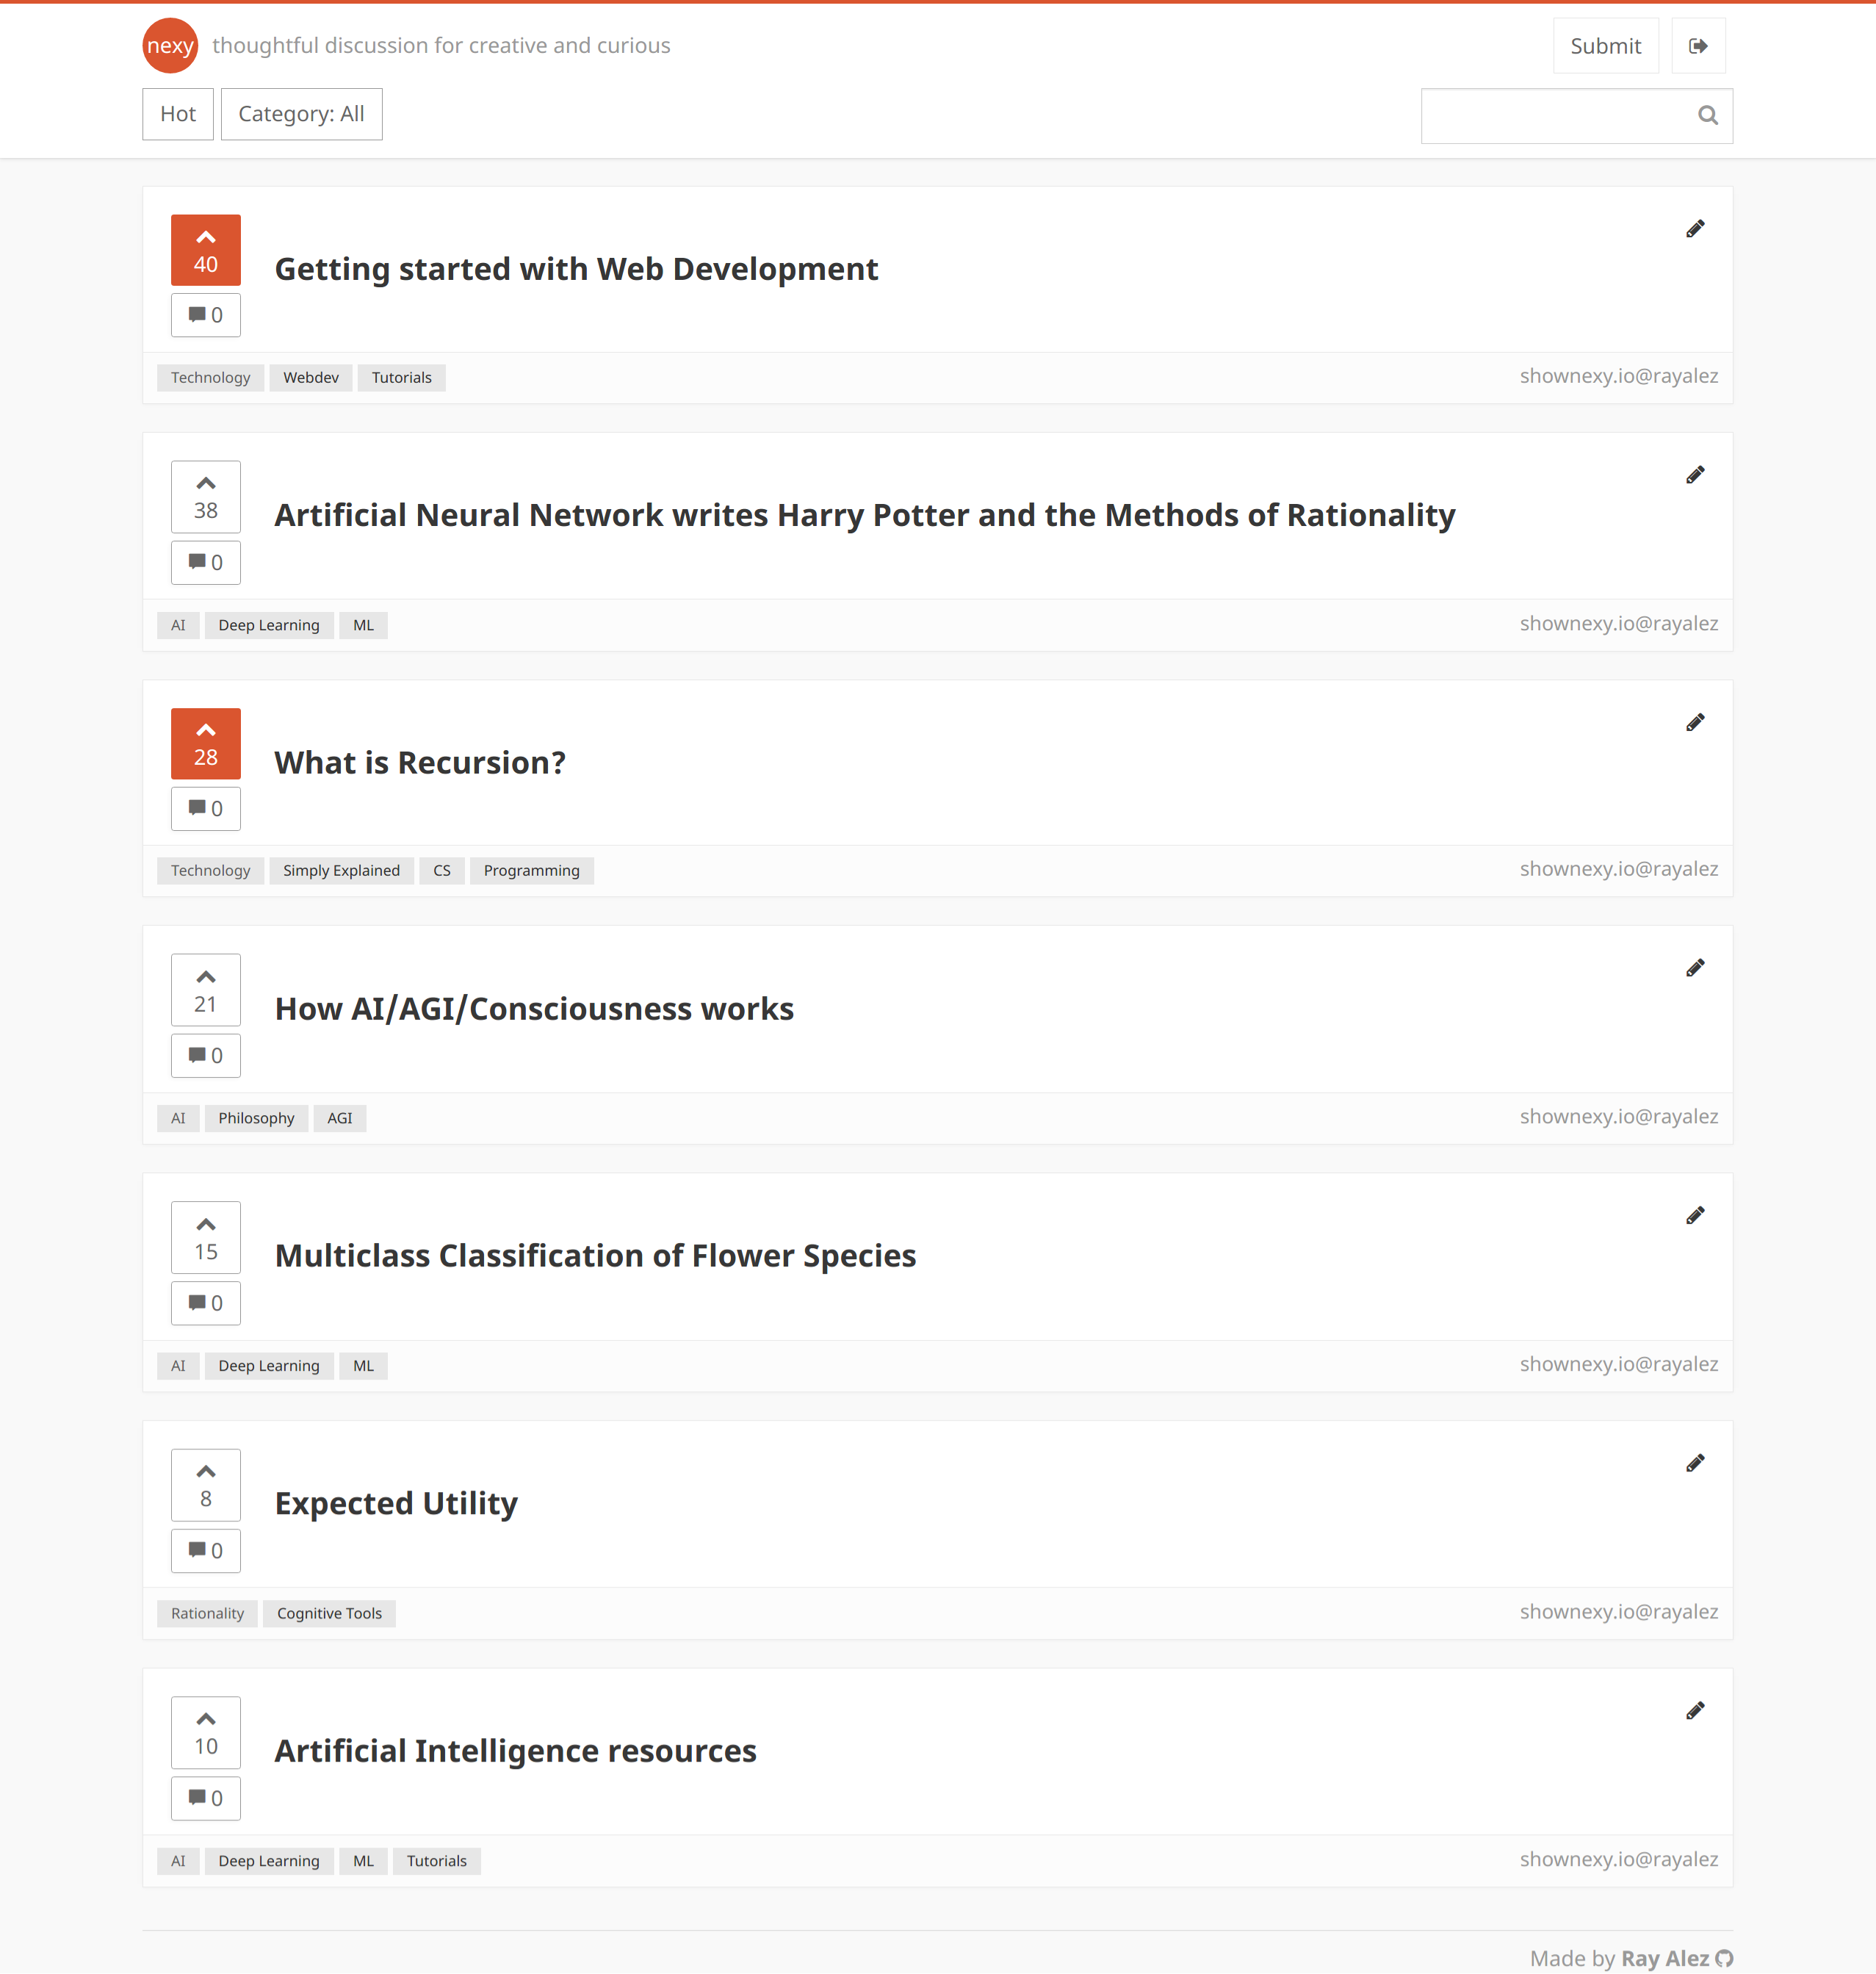 nexy thoughtful discussion for creative and curious Submit
Hot Category: All
40
Getting started with Web Development
0
Technology Webdev Tutorials shownexy.io@rayalez
38
Artificial Neural Network writes Harry Potter and the Methods of Rationality
0
AI Deep Learning ML shownexy.io@rayalez
28
What is Recursion?
0
Technology Simply Explained CS Programming shownexy.io@rayalez
21
How AI/AGI/Consciousness works
0
AI Philosophy AGI shownexy.io@rayalez
15
Multiclass Classification of Flower Species
0
AI Deep Learning ML shownexy.io@rayalez
8
Expected Utility
0
Rationality Cognitive Tools shownexy.io@rayalez
10
Artificial Intelligence resources
0
AI Deep Learning ML Tutorials shownexy.io@rayalez
Made by Ray Alez